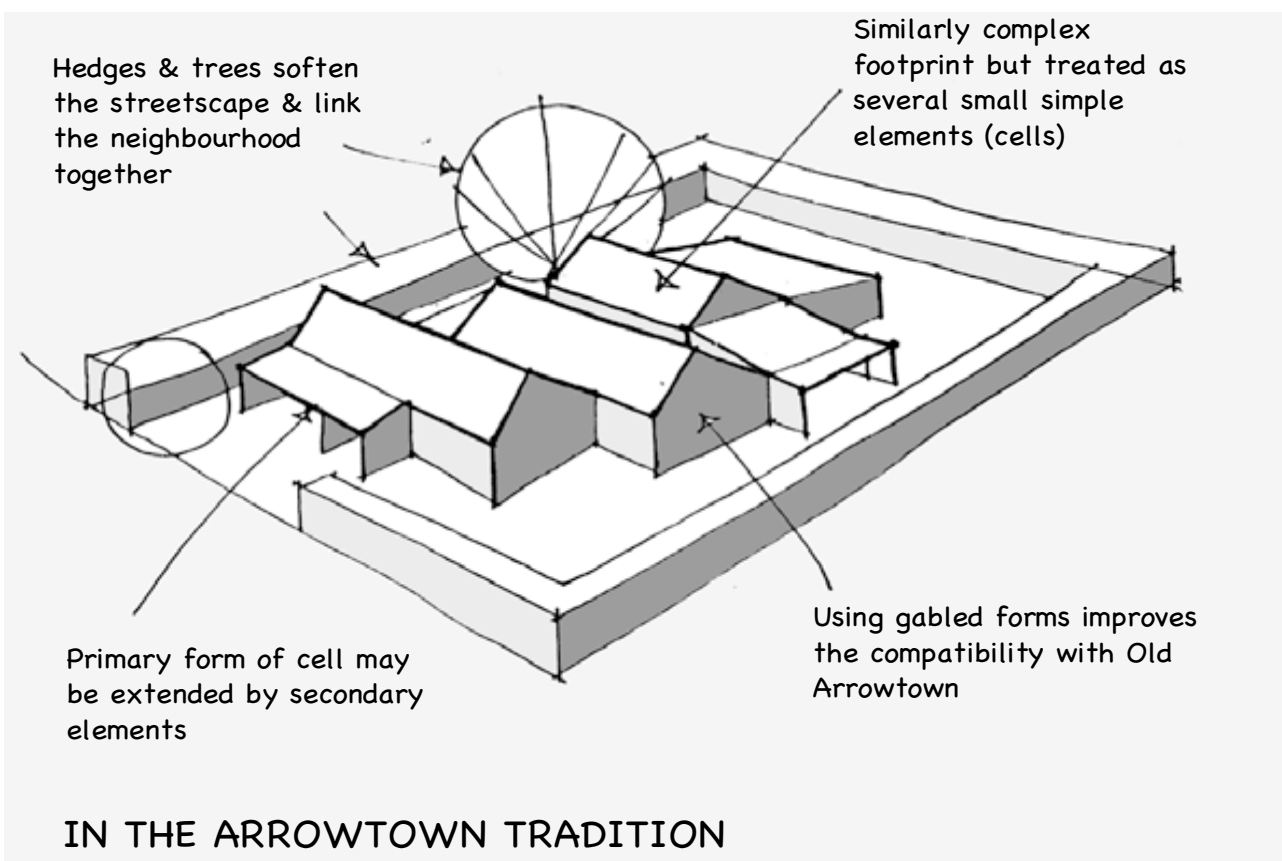 Hedges & trees soften
the streetscape & link
the neighbourhood
together
Similarly complex
footprint but treated as
several small simple
elements (cells)
Primary form of cell may
be extended by secondary
elements
Using gabled forms improves
the compatibility with Old
Arrowtown
IN THE ARROWTOWN TRADITION